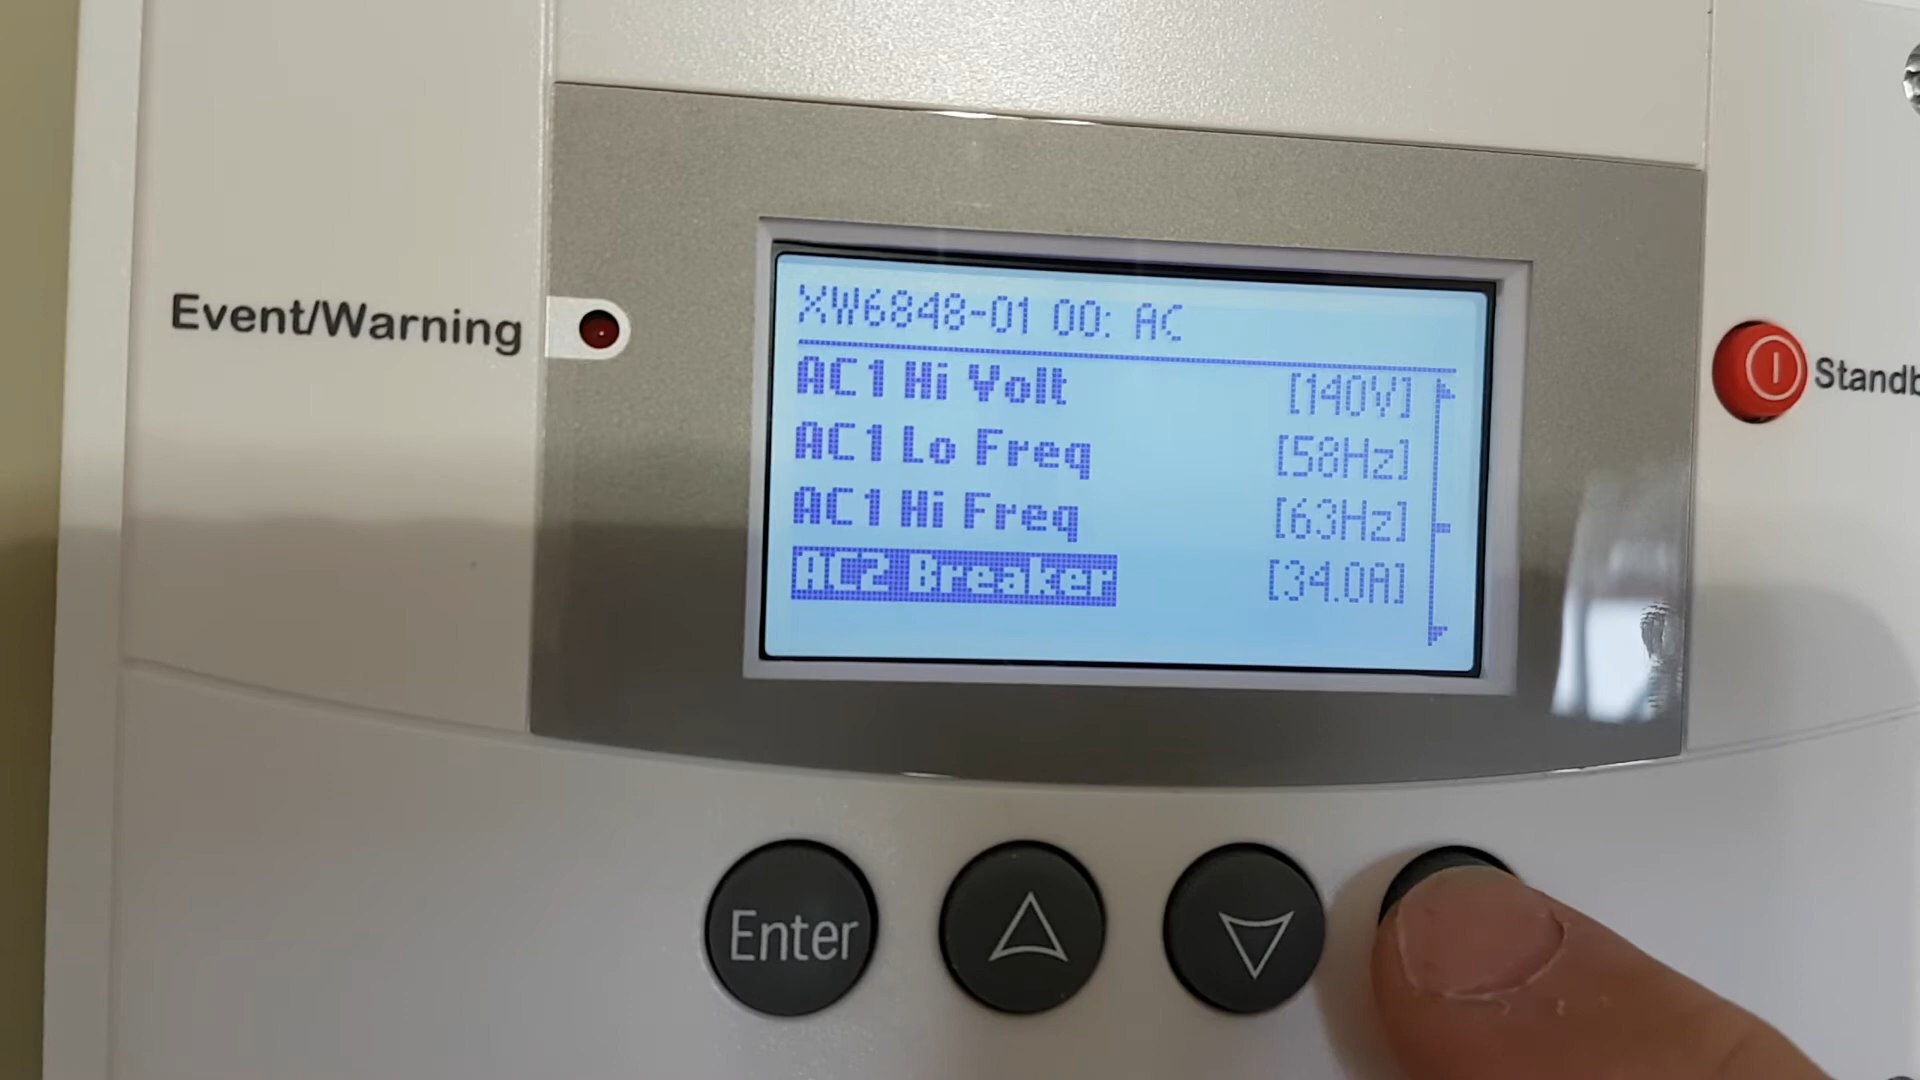 XW6848-01 00: AC
AC1 Hi Volt [140V]
AC1 Lo Freq [58Hz]
AC1 Hi Freq [63Hz]
AC2 Breaker [34.0A]
Event/Warning
Standb
Enter